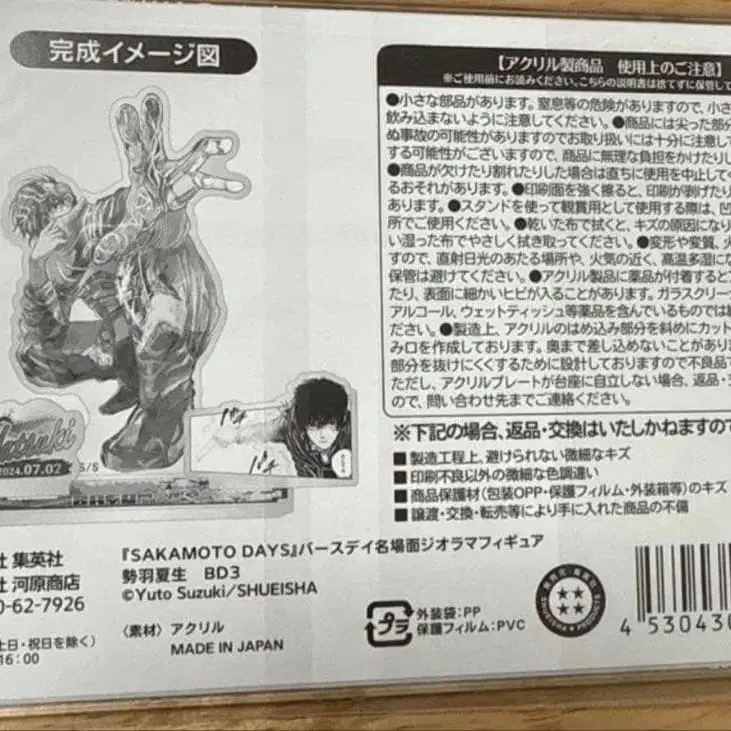 完成イメージ図
Natsuki
2024.07.02
S/S
【アクリル製商品 使用上のご注意】
※ご使用前にお読みください。こちらの説明書は捨てずに保管して
●小さな部品があります。窒息等の危険がありますので、小さ
飲み込まないように注意してください。●商品には尖った部分
ぬ事故の可能性がありますのでお取り扱いには十分に注意して
する可能性がございますので、商品に無理な負担をかけたりし
●商品が欠けたり割れたりした場合は直ちに使用を中止してく
るおそれがあります。●印刷面を強く擦ると、印刷が剥げたり
あります。●スタンドを使って観賞用として使用する際は、凹
所でご使用ください。●乾いた布で拭くと、キズの原因になり
い湿った布でやさしく拭き取ってください。●変形や変質、火
すので、直射日光のあたる場所や、火気の近く、高温多湿にな
保管は避けてください。●アクリル製品に薬品が付着すると
たり、表面に細かいヒビが入ることがあります。ガラスクリー
アルコール、ウェットティッシュ等薬品を含んでいるものでは
ださい。●製造上、アクリルのはめ込み部分を斜めにカット
み口を作成しております。奥まで差し込めないことがあり
部分を抜けにくくするために設計しておりますので不良品で
ただし、アクリルプレートが台座に自立しない場合、返品・
ので、問い合わせ先までご連絡ください。
※下記の場合、返品・交換はいたしかねますので
■製造工程上、避けられない微細なキズ
■印刷不良以外の微細な色調違い
■商品保護材(包装OPP・保護フィルム・外装箱等)のキズ
■譲渡・交換・転売等により手に入れた商品の不備
社 集英社
社 河原商店
0-62-7926
土日・祝日を除く)
16:00
『SAKAMOTO DAYS』バースデイ名場面ジオラマフィギュア
勢羽夏生 BD3
©Yuto Suzuki/SHUEISHA
〈素材〉アクリル
MADE IN JAPAN
プラ
外装袋:PP
保護フィルム:PVC
4 530430